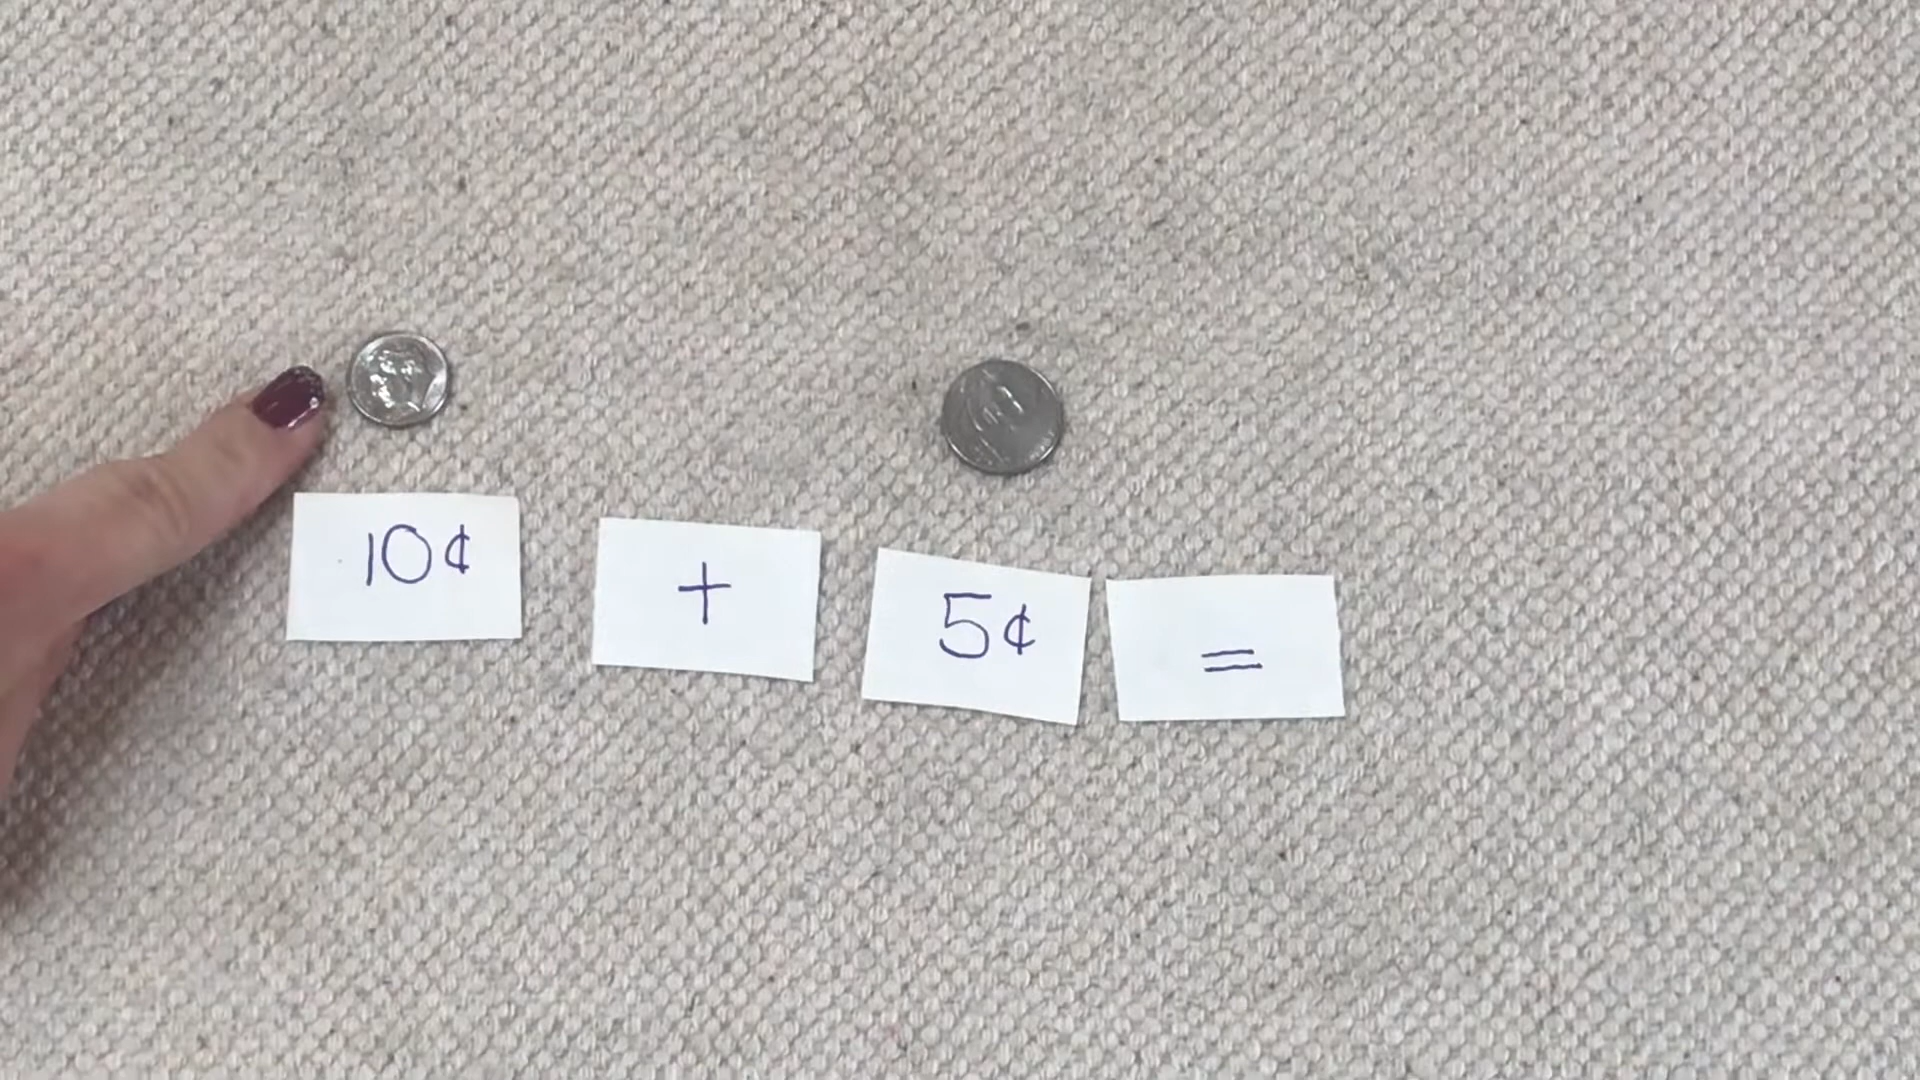 10¢ + 5¢ =